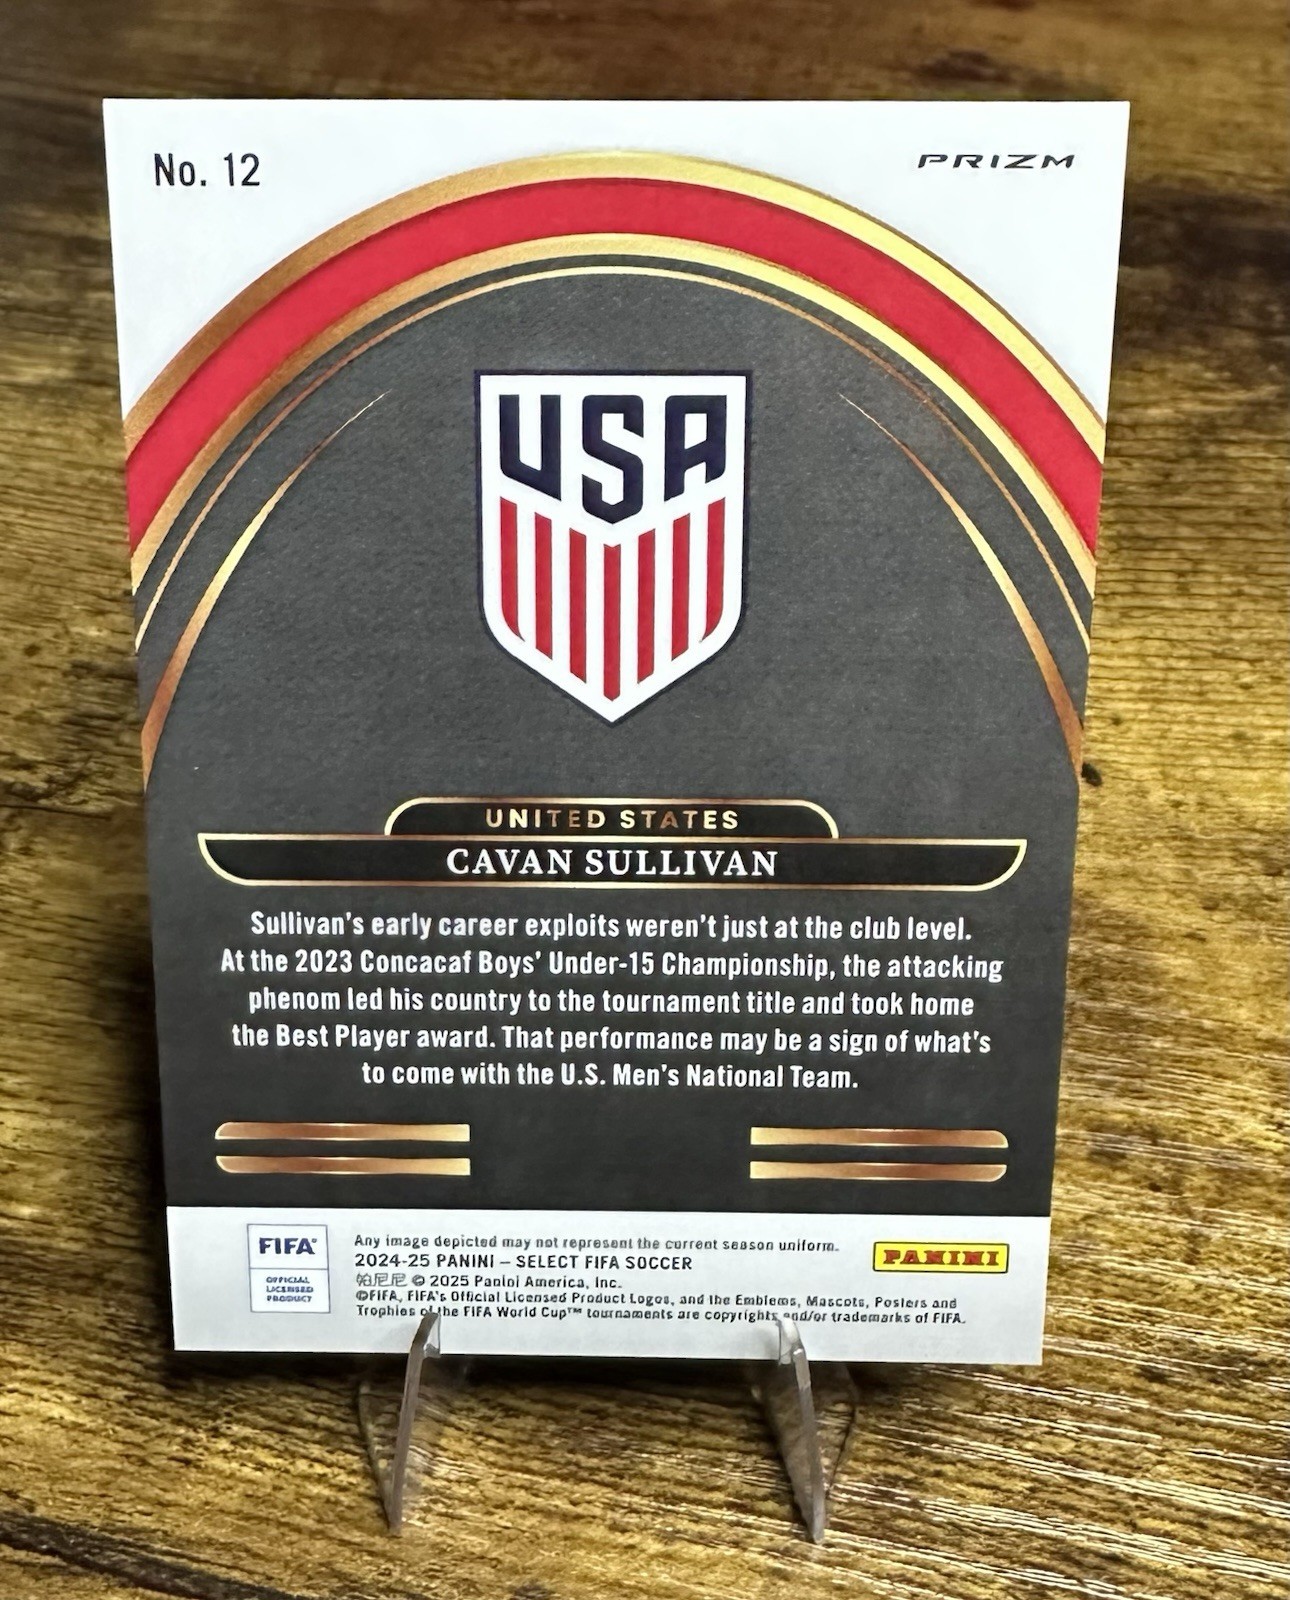 No. 12
PRIZM
USA
UNITED STATES
CAVAN SULLIVAN
Sullivan's early career exploits weren't just at the club level.
At the 2023 Concacaf Boys' Under-15 Championship, the attacking
phenom led his country to the tournament title and took home
the Best Player award. That performance may be a sign of what's
to come with the U.S. Men's National Team.
FIFA®
OFFICIAL
LICENSED
PRODUCT
Any image depicted may not represent the current season uniform.
2024-25 PANINI – SELECT FIFA SOCCER
帕尼尼 © 2025 Panini America, Inc.
©FIFA, FIFA's Official Licensed Product Logos, and the Emblems, Mascots, Posters and
Trophies of the FIFA World Cup™ tournaments are copyrights and/or trademarks of FIFA.
PANINI